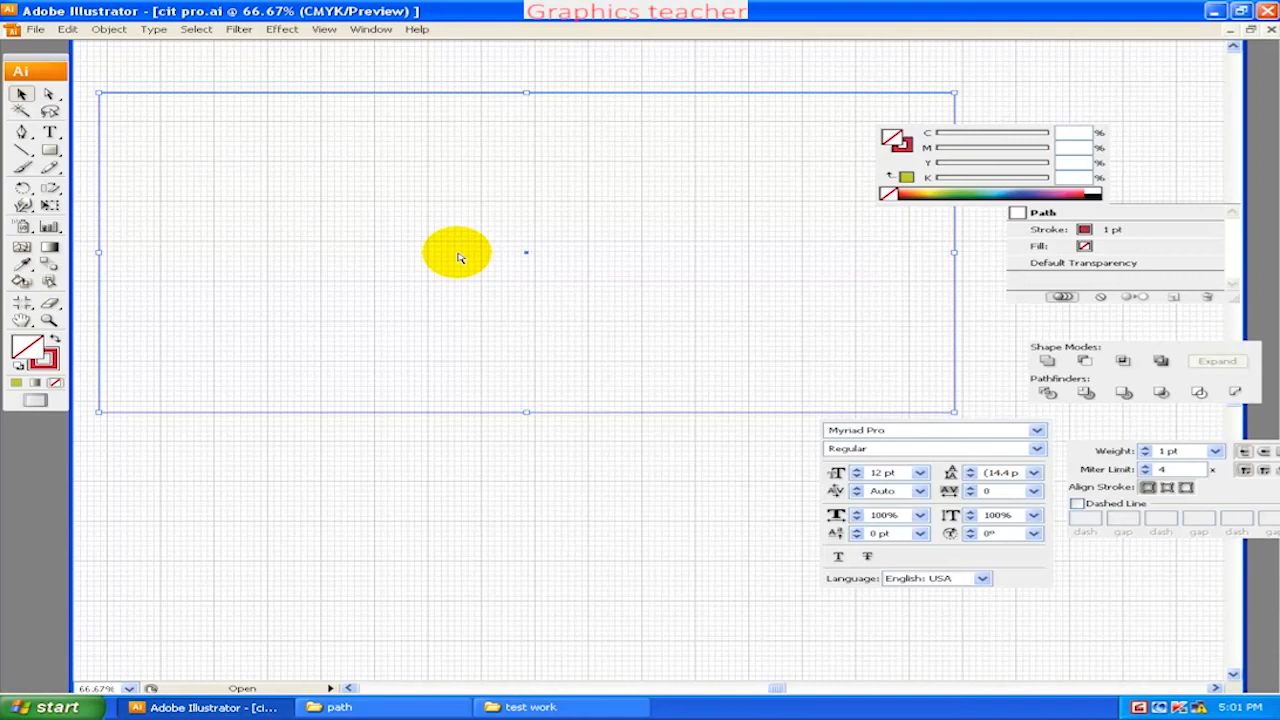 Adobe Illustrator - [cit pro.ai @ 66.67% (CMYK/Preview) ]
Graphics teacher
File Edit Object Type Select Filter Effect View Window Help
Ai
C %
M %
Y %
K %
Path
Stroke: 1 pt
Fill:
Default Transparency
Shape Modes:
Expand
Pathfinders:
Myriad Pro
Regular
12 pt (14.4 p
Auto 0
100% 100%
0 pt 0°
Language: English: USA
Weight: 1 pt
Miter Limit: 4 x
Align Stroke:
Dashed Line
dash gap dash gap dash
66.67% Open
start Adobe Illustrator - [ci... path test work 5:01 PM